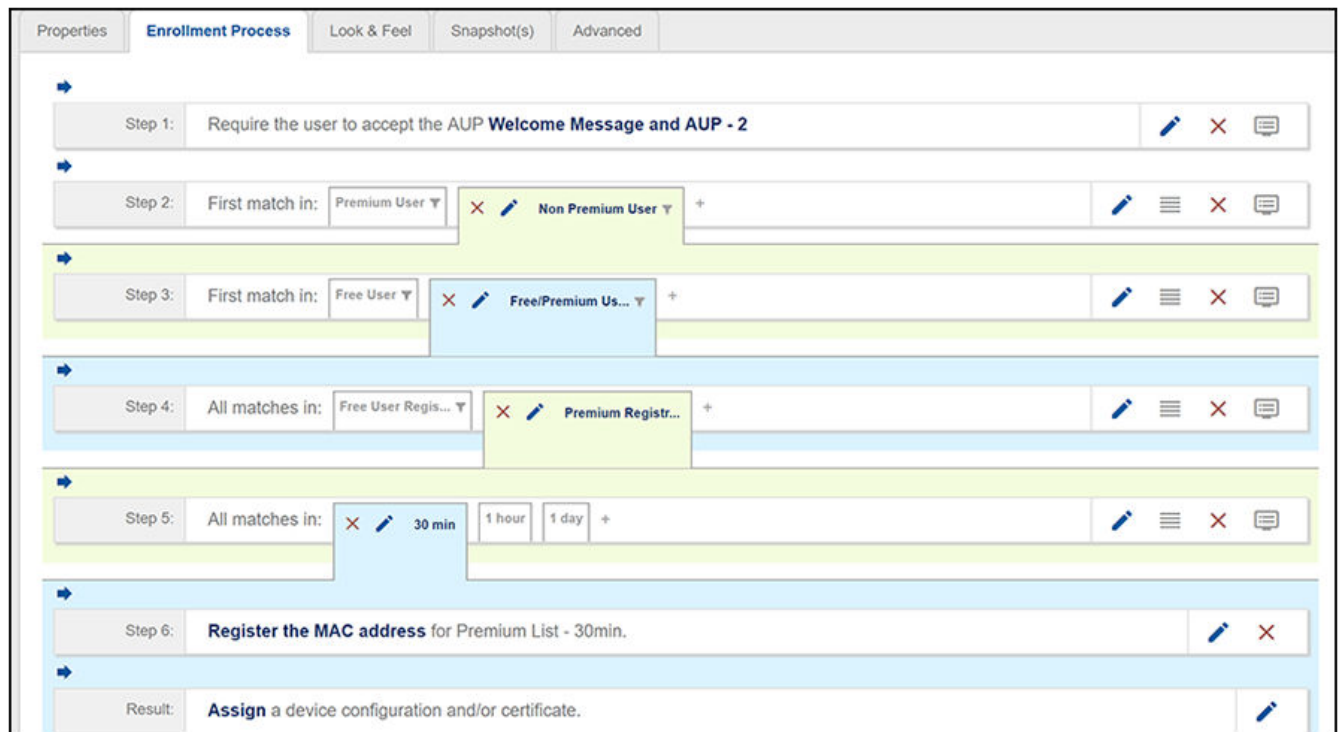 Properties Enrollment Process Look & Feel Snapshot(s) Advanced
Step 1: Require the user to accept the AUP Welcome Message and AUP - 2
Step 2: First match in: Premium User Non Premium User +
Step 3: First match in: Free User Free/Premium Us... +
Step 4: All matches in: Free User Regis... Premium Registr... +
Step 5: All matches in: 30 min 1 hour 1 day +
Step 6: Register the MAC address for Premium List - 30min.
Result: Assign a device configuration and/or certificate.